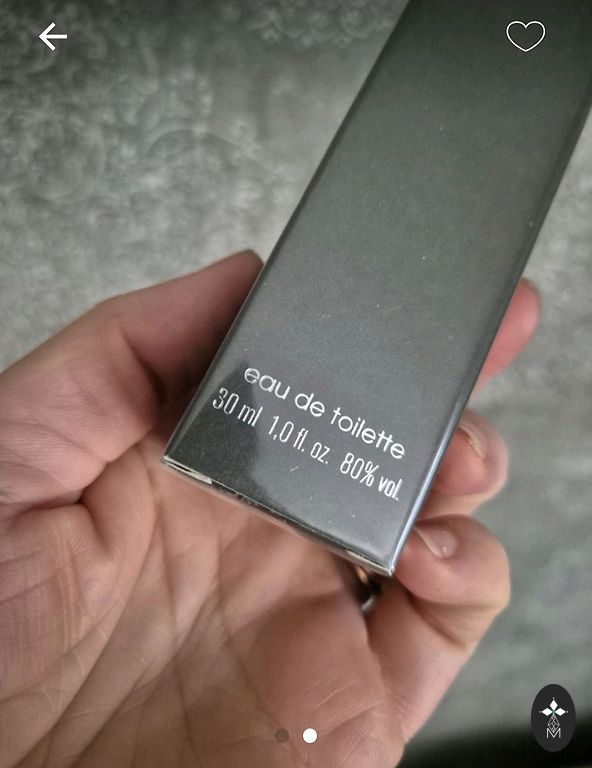 eau de toilette
30 ml 1,0 fl. oz. 80% vol.
M